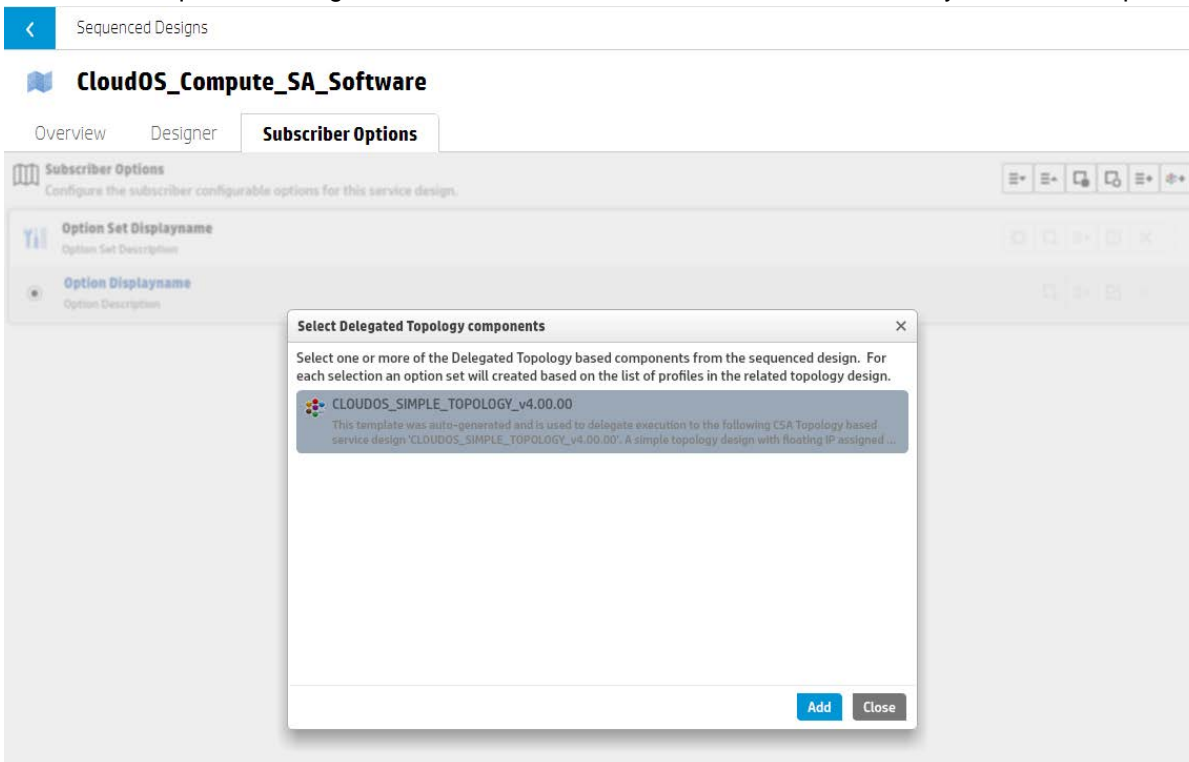 Sequenced Designs
CloudOS_Compute_SA_Software
Overview Designer Subscriber Options
Subscriber Options
Configure the subscriber configurable options for this service design.
Option Set Displayname
Option Set Description
Option Displayname
Option Description
Select Delegated Topology components
Select one or more of the Delegated Topology based components from the sequenced design. For
each selection an option set will created based on the list of profiles in the related topology design.
CLOUDOS_SIMPLE_TOPOLOGY_v4.00.00
This template was auto-generated and is used to delegate execution to the following CSA Topology based
service design 'CLOUDOS_SIMPLE_TOPOLOGY_v4.00.00'. A simple topology design with floating IP assigned ...
Add Close